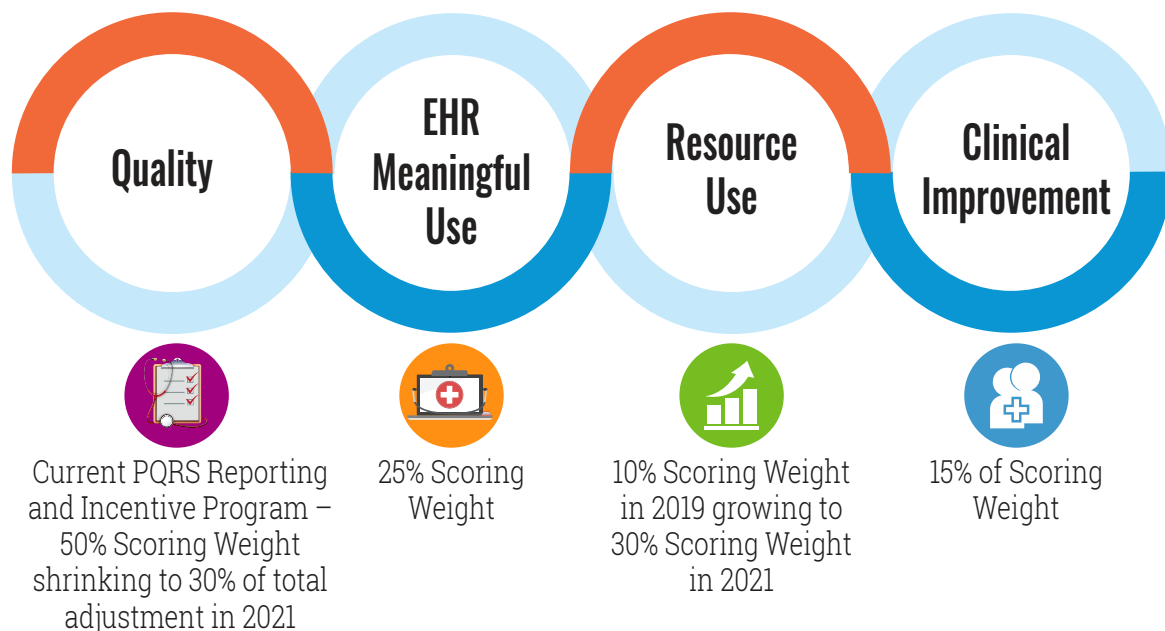 Quality
EHR
Meaningful
Use
Resource
Use
Clinical
Improvement
Current PQRS Reporting
and Incentive Program –
50% Scoring Weight
shrinking to 30% of total
adjustment in 2021
25% Scoring
Weight
10% Scoring Weight
in 2019 growing to
30% Scoring Weight
in 2021
15% of Scoring
Weight